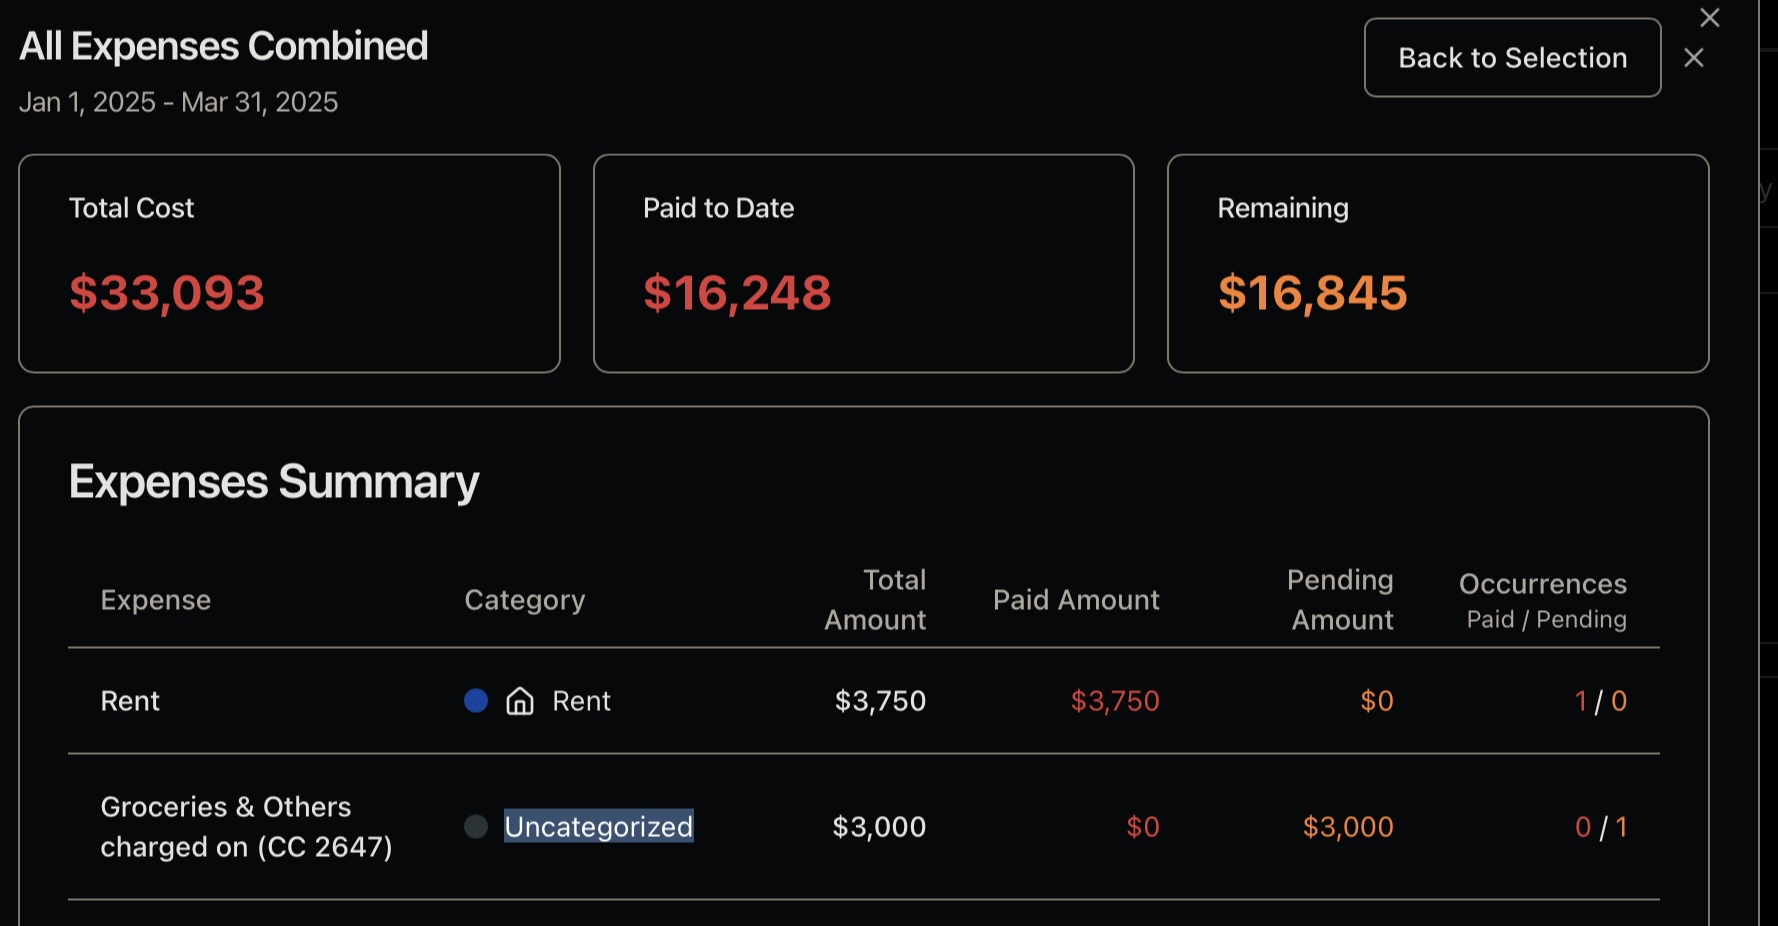 All Expenses Combined
Jan 1, 2025 - Mar 31, 2025
Back to Selection
Total Cost
$33,093
Paid to Date
$16,248
Remaining
$16,845
Expenses Summary
Expense
Category
Total
Amount
Paid Amount
Pending
Amount
Occurrences
Paid / Pending
Rent
Rent
$3,750
$3,750
$0
1 / 0
Groceries & Others
charged on (CC 2647)
Uncategorized
$3,000
$0
$3,000
0 / 1
y